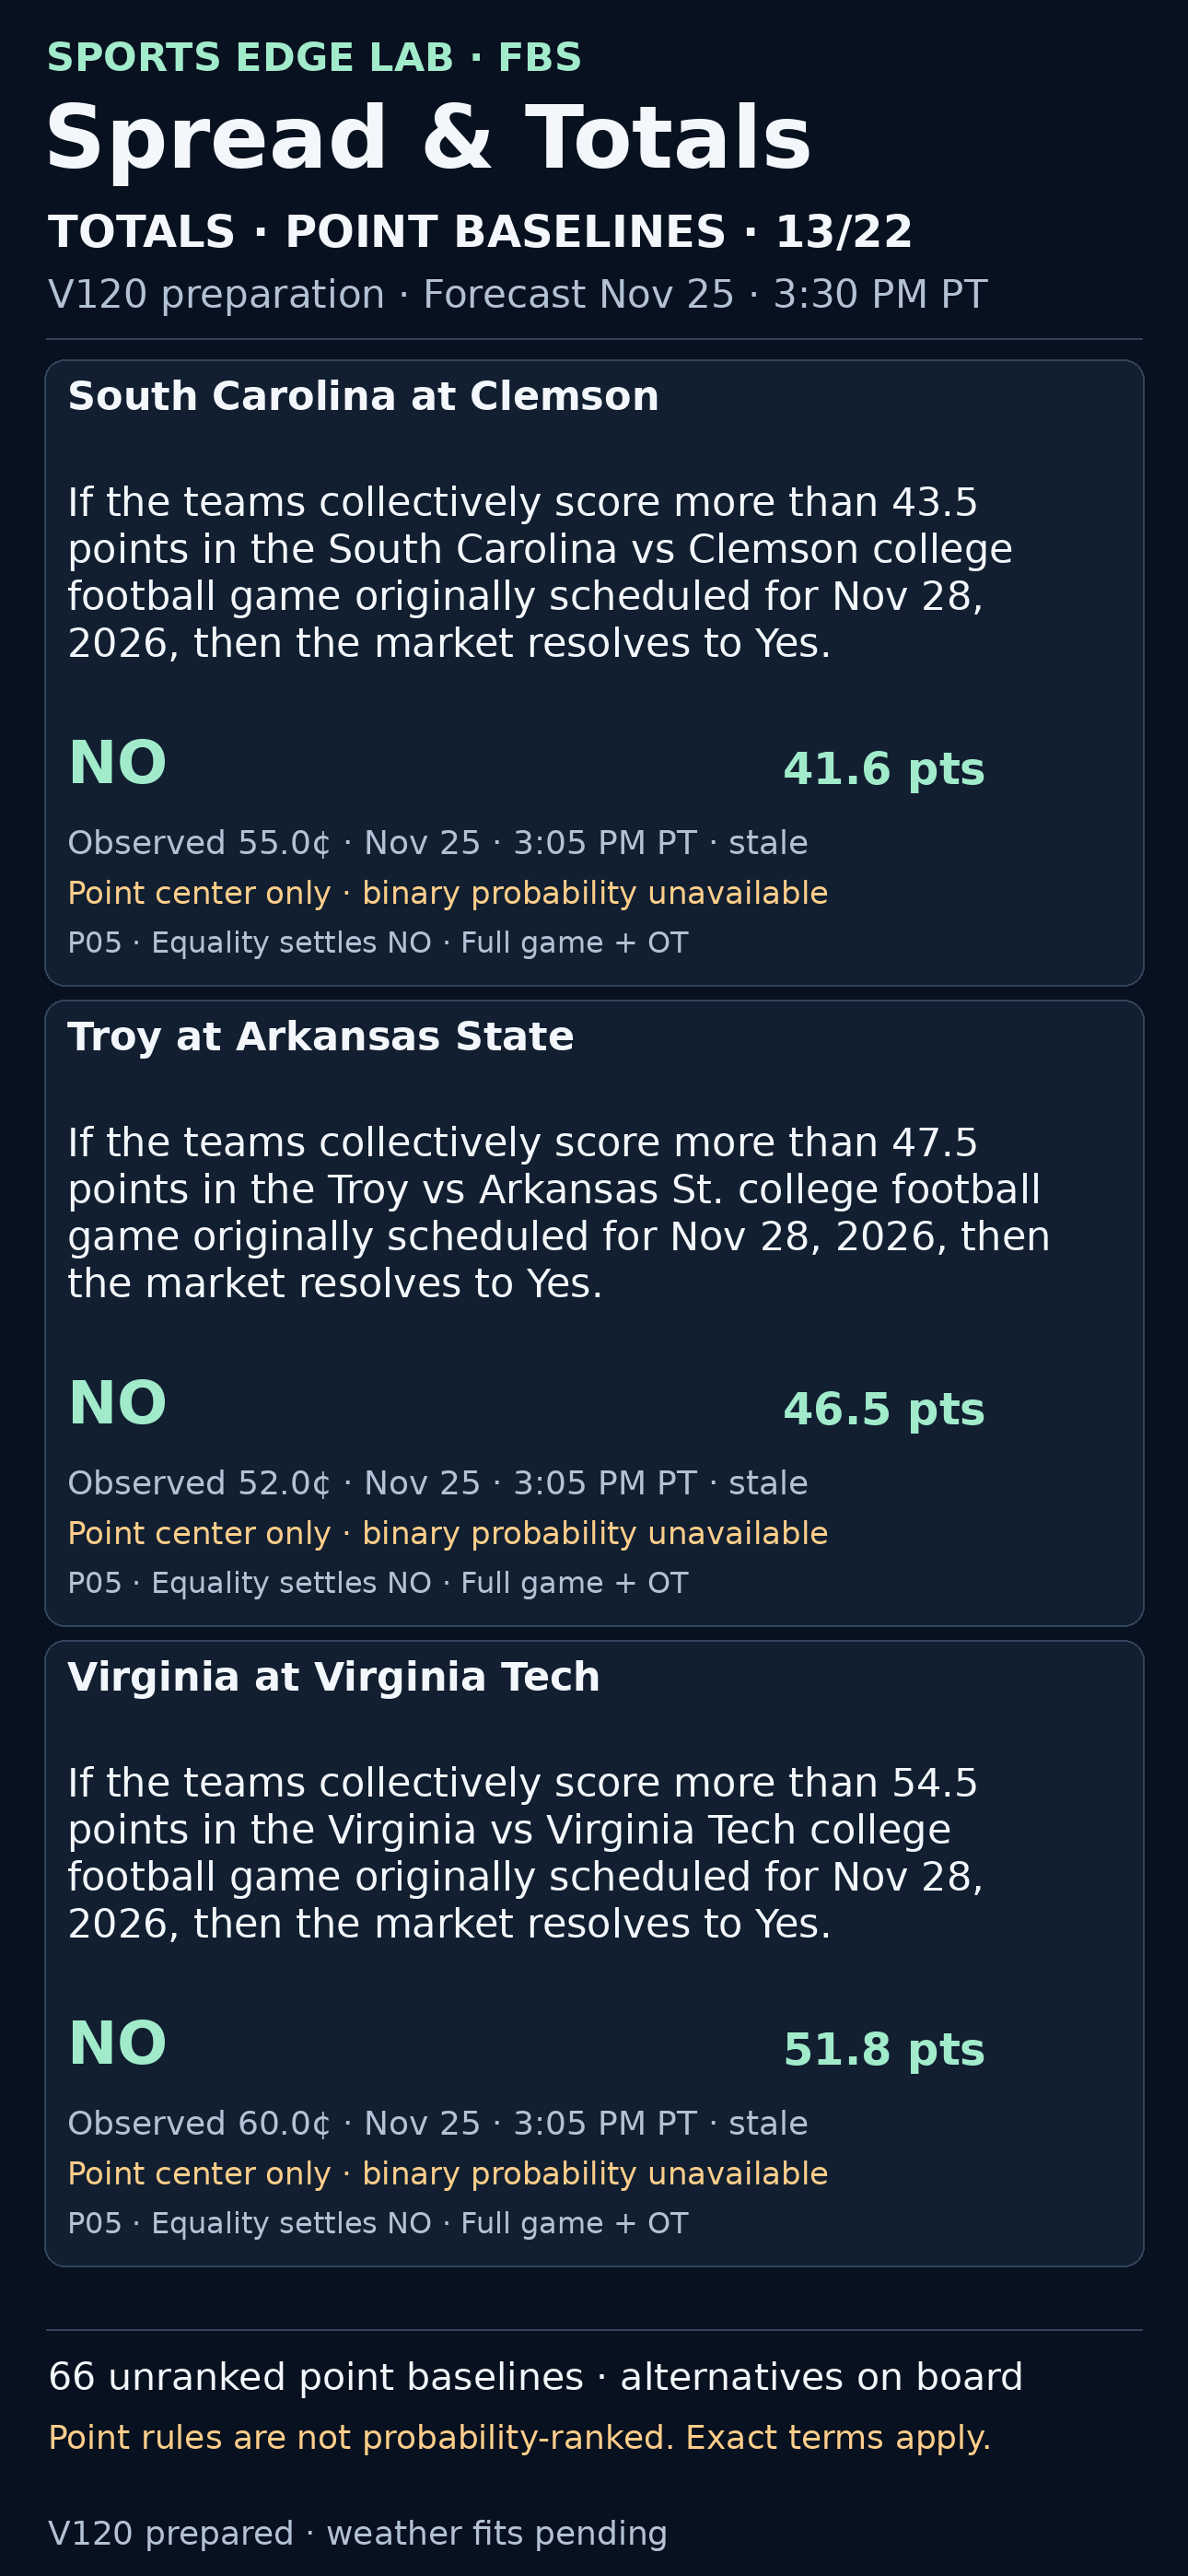 SPORTS EDGE LAB · FBS
Spread & Totals
TOTALS · POINT BASELINES · 13/22
V120 preparation · Forecast Nov 25 · 3:30 PM PT
South Carolina at Clemson
If the teams collectively score more than 43.5
points in the South Carolina vs Clemson college
football game originally scheduled for Nov 28,
2026, then the market resolves to Yes.
NO 41.6 pts
Observed 55.0¢ · Nov 25 · 3:05 PM PT · stale
Point center only · binary probability unavailable
P05 · Equality settles NO · Full game + OT
Troy at Arkansas State
If the teams collectively score more than 47.5
points in the Troy vs Arkansas St. college football
game originally scheduled for Nov 28, 2026, then
the market resolves to Yes.
NO 46.5 pts
Observed 52.0¢ · Nov 25 · 3:05 PM PT · stale
Point center only · binary probability unavailable
P05 · Equality settles NO · Full game + OT
Virginia at Virginia Tech
If the teams collectively score more than 54.5
points in the Virginia vs Virginia Tech college
football game originally scheduled for Nov 28,
2026, then the market resolves to Yes.
NO 51.8 pts
Observed 60.0¢ · Nov 25 · 3:05 PM PT · stale
Point center only · binary probability unavailable
P05 · Equality settles NO · Full game + OT
66 unranked point baselines · alternatives on board
Point rules are not probability-ranked. Exact terms apply.
V120 prepared · weather fits pending